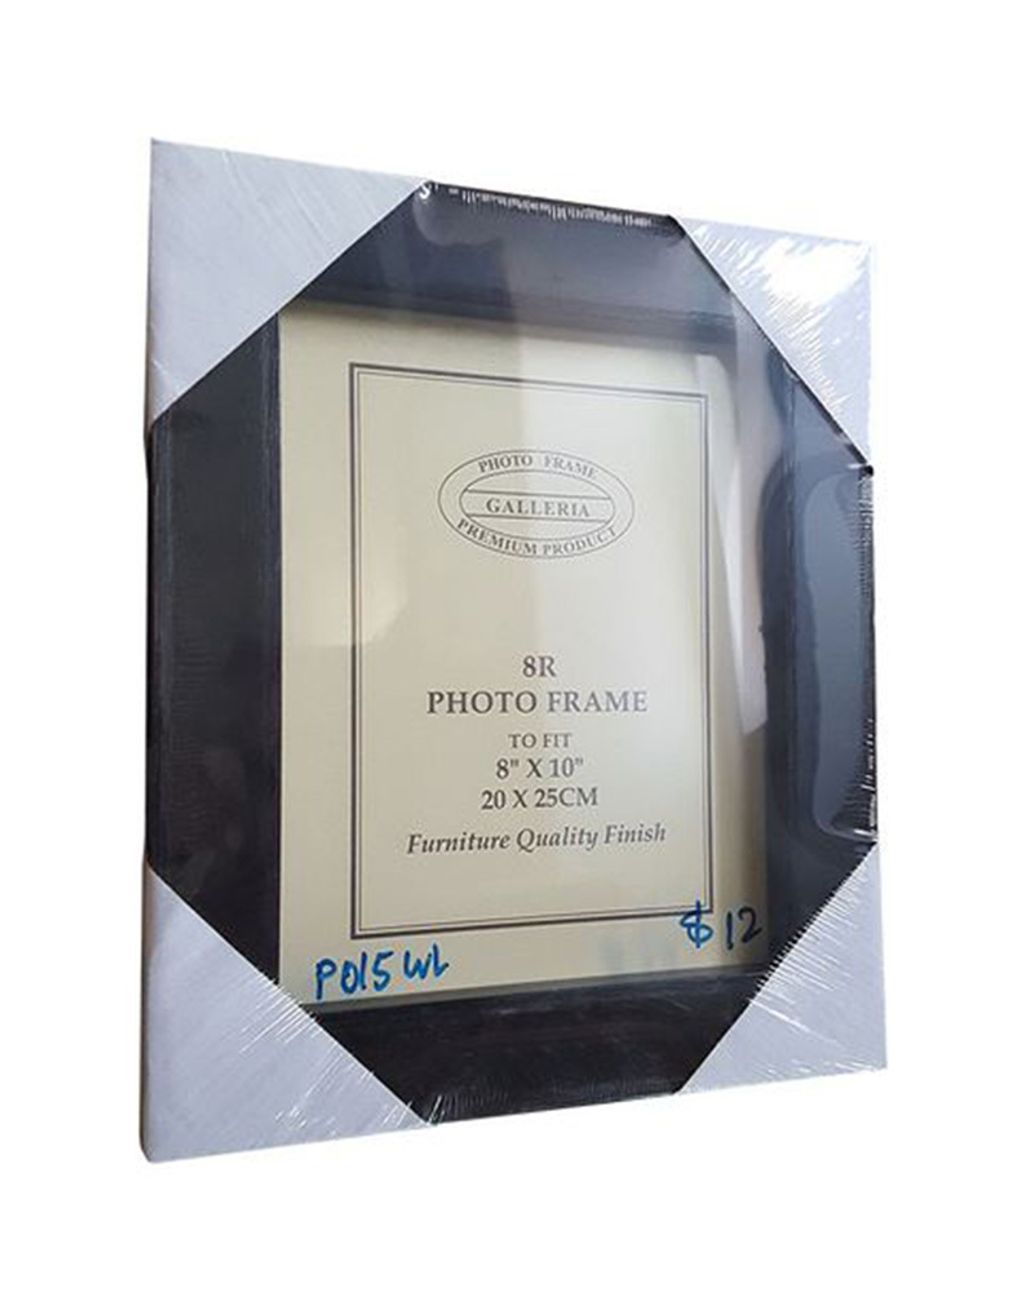 PHOTO FRAME
GALLERIA
PREMIUM PRODUCT
8R
PHOTO FRAME
TO FIT
8" X 10"
20 X 25CM
Furniture Quality Finish
$12
P015WL